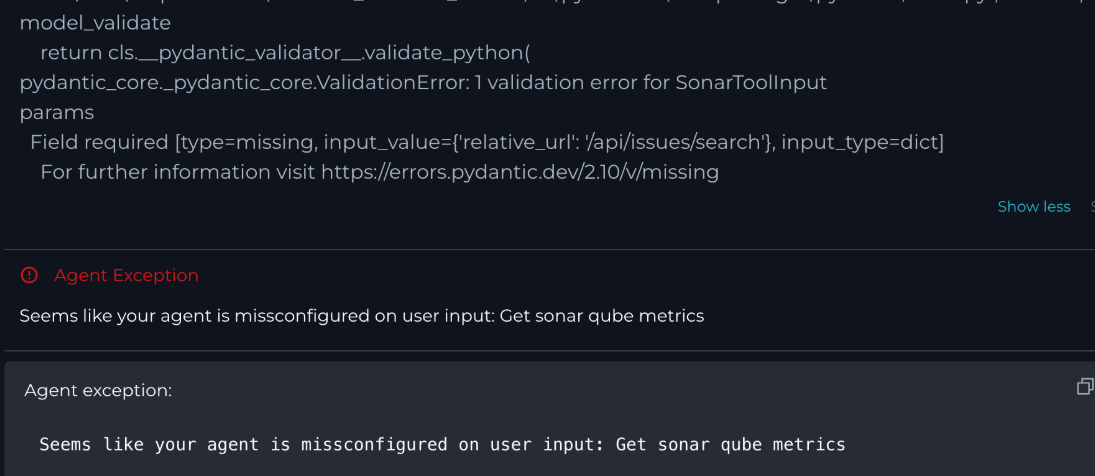 model_validate
return cls.__pydantic_validator__.validate_python(
pydantic_core._pydantic_core.ValidationError: 1 validation error for SonarToolInput
params
Field required [type=missing, input_value={'relative_url': '/api/issues/search'}, input_type=dict]
For further information visit https://errors.pydantic.dev/2.10/v/missing
Show less
Agent Exception
Seems like your agent is missconfigured on user input: Get sonar qube metrics
Agent exception:
Seems like your agent is missconfigured on user input: Get sonar qube metrics